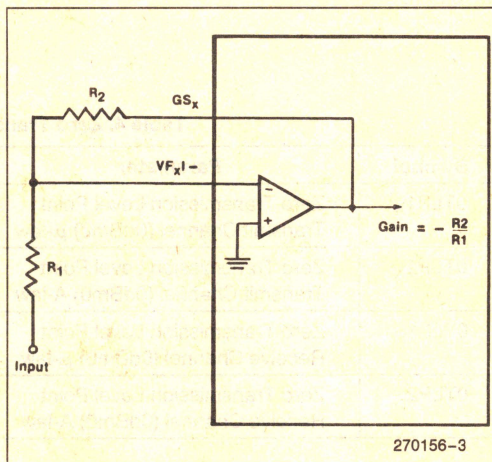 R2
GSX
VFXI-
-
+
R1
Gain = - R2/R1
Input
270156-3